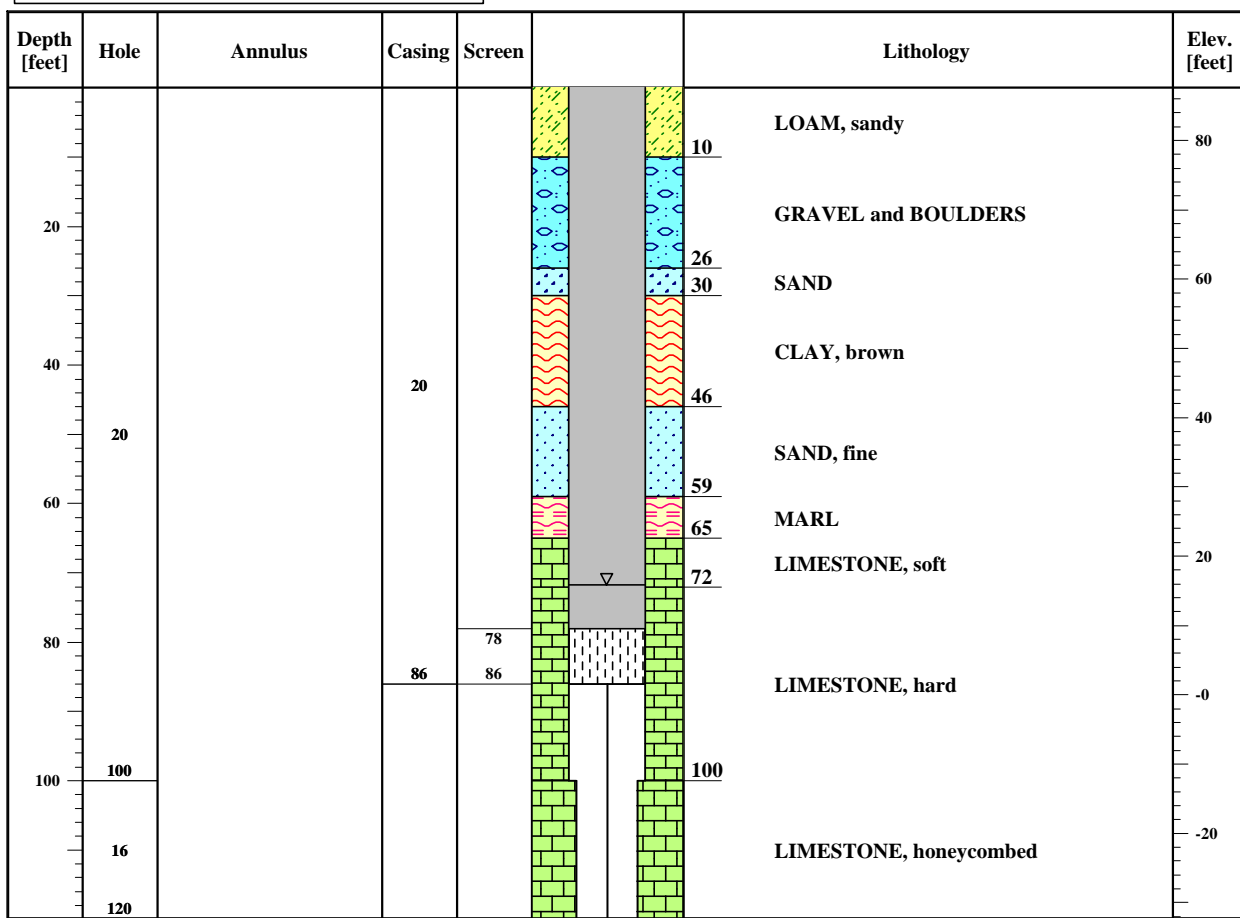 Depth [feet] Hole Annulus Casing Screen Lithology Elev. [feet]
LOAM, sandy
80
10
GRAVEL and BOULDERS
20
26
60
30
SAND
CLAY, brown
40
20
46
40
20
SAND, fine
59
60
MARL
65
20
LIMESTONE, soft
72
80
78
86
86
LIMESTONE, hard
-0
100
100
100
-20
16
LIMESTONE, honeycombed
120